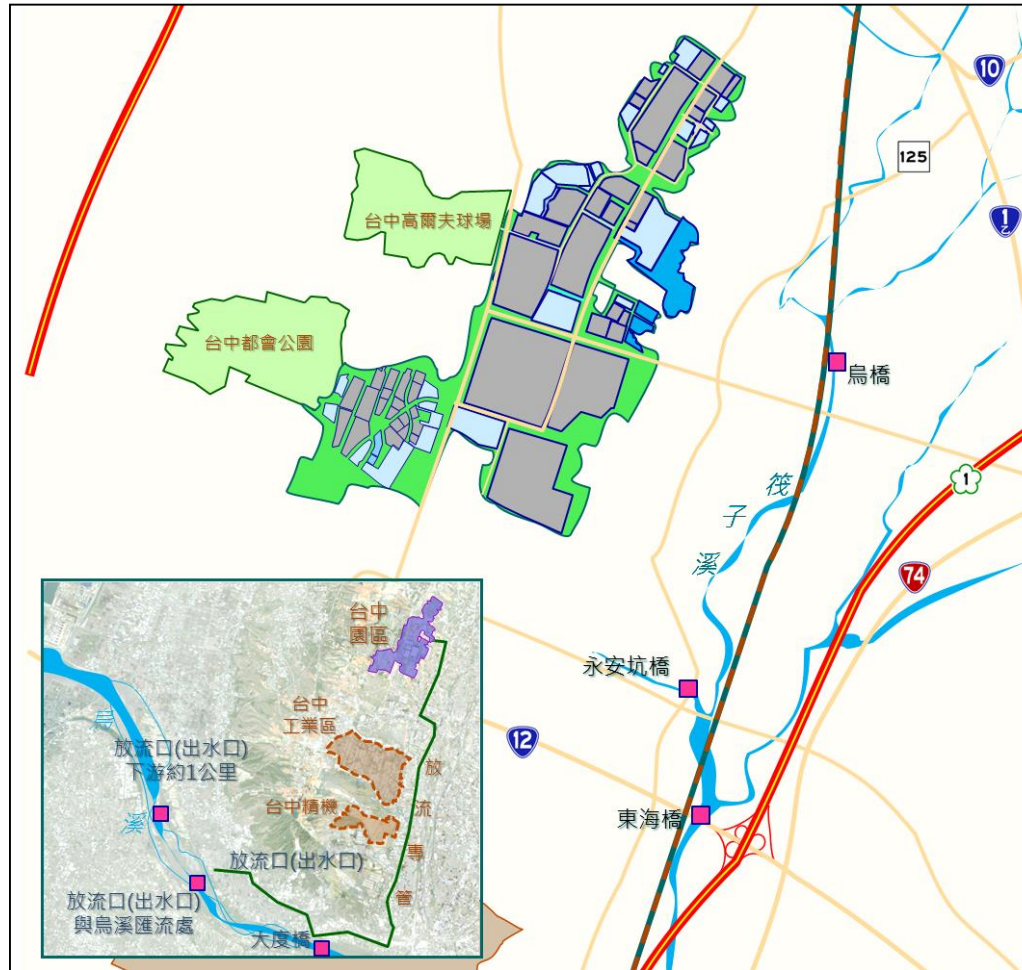 10
125
1
乙
台中高爾夫球場
台中都會公園
烏橋
筏
子
溪
1
74
永安坑橋
12
東海橋
台中
園區
台中
工業區
烏
溪
放流口(出水口)
下游約1公里
台中精機
放
流
專
管
放流口(出水口)
放流口(出水口)
與烏溪匯流處
大度橋